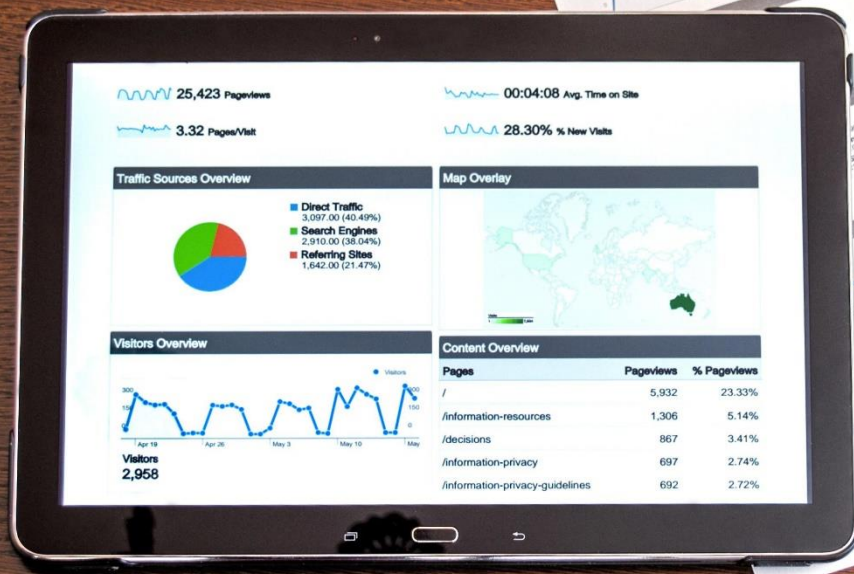 25,423 Pageviews
00:04:08 Avg. Time on Site
3.32 Pages/Visit
28.30% % New Visits
Traffic Sources Overview
Direct Traffic
3,097.00 (40.49%)
Search Engines
2,910.00 (38.04%)
Referring Sites
1,642.00 (21.47%)
Map Overlay
Visits
Visitors Overview
Visitors
300
150
150
0
Apr 19 Apr 26 May 3 May 10 May
Visitors
2,958
Content Overview
Pages Pageviews % Pageviews
/ 5,932 23.33%
/information-resources 1,306 5.14%
/decisions 867 3.41%
/information-privacy 697 2.74%
/information-privacy-guidelines 692 2.72%